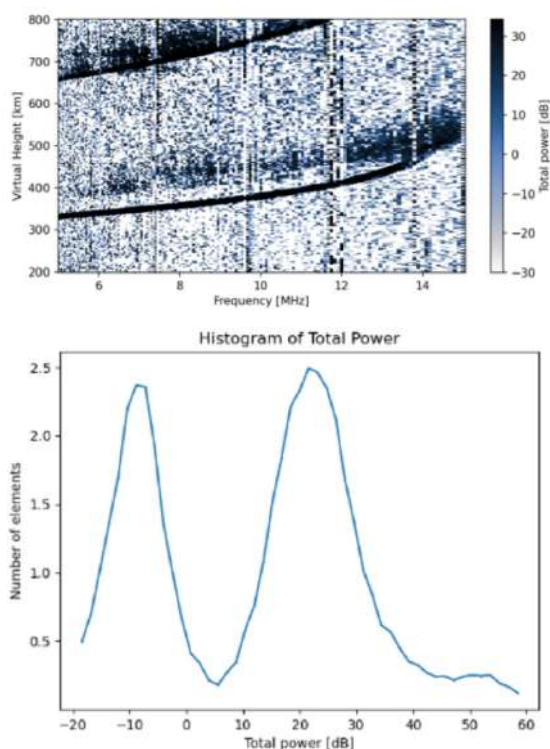 800
700
600
500
400
300
200
Virtual Height [km]
6 8 10 12 14
Frequency [MHz]
30
20
10
0
−10
−20
−30
Total power [dB]
Histogram of Total Power
2.5
2.0
1.5
1.0
0.5
Number of elements
−20 −10 0 10 20 30 40 50 60
Total power [dB]